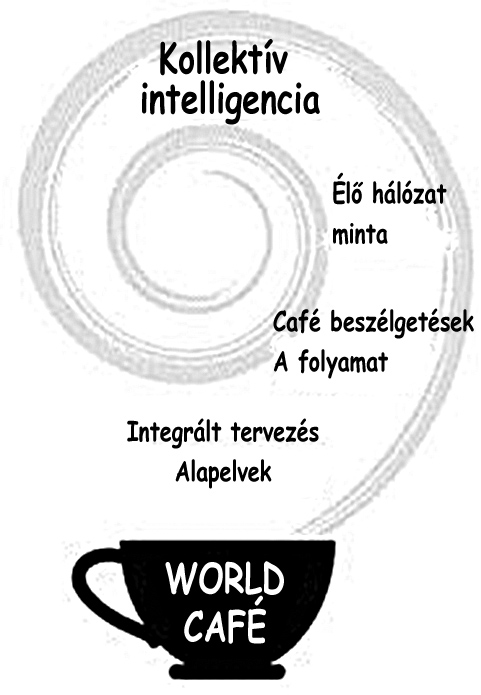 Kollektív
intelligencia
Élő hálózat
minta
Café beszélgetések
A folyamat
Integrált tervezés
Alapelvek
WORLD
CAFÉ